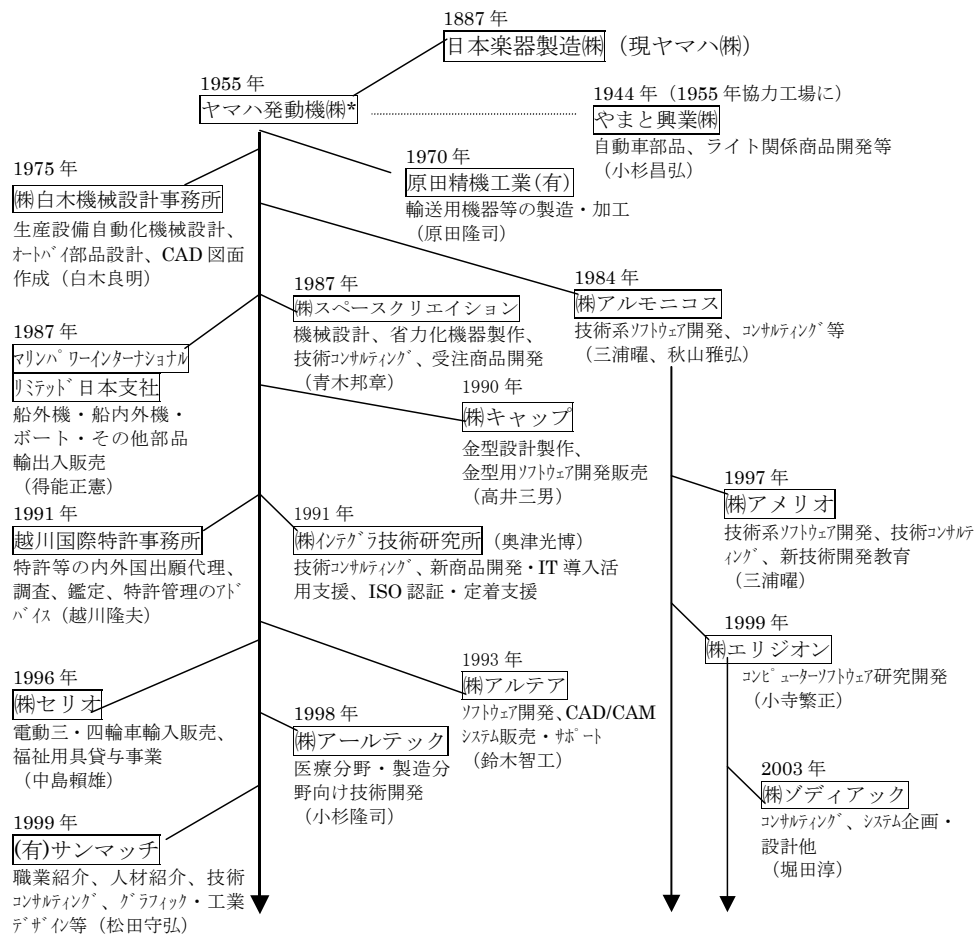 1887 年
日本楽器製造㈱（現ヤマハ㈱）
1955 年
ヤマハ発動機㈱*
1944 年（1955 年協力工場に）
やまと興業㈱
自動車部品、ライト関係商品開発等
（小杉昌弘）
1975 年
㈱白木機械設計事務所
生産設備自動化機械設計、
ｵｰﾄﾊﾞｲ部品設計、CAD 図面
作成（白木良明）
1970 年
原田精機工業(有)
輸送用機器等の製造・加工
（原田隆司）
1984 年
㈱アルモニコス
技術系ｿﾌﾄｳｪｱ開発、ｺﾝｻﾙﾃｨﾝｸﾞ等
（三浦曜、秋山雅弘）
1987 年
㈱スペースクリエイション
機械設計、省力化機器製作、
技術ｺﾝｻﾙﾃｨﾝｸﾞ、受注商品開発
（青木邦章）
1987 年
ﾏﾘﾝﾊﾟﾜｰｲﾝﾀｰﾅｼｮﾅﾙ
ﾘﾐﾃｯﾄﾞ日本支社
船外機・船内外機・
ボート・その他部品
輸出入販売
（得能正憲）
1990 年
㈱キャップ
金型設計製作、
金型用ｿﾌﾄｳｪｱ開発販売
（高井三男）
1991 年
越川国際特許事務所
特許等の内外国出願代理、
調査、鑑定、特許管理のｱﾄﾞ
ﾊﾞｲｽ（越川隆夫）
1991 年
㈱ｲﾝﾃｸﾞﾗ技術研究所（奥津光博）
技術ｺﾝｻﾙﾃｨﾝｸﾞ、新商品開発・IT 導入活
用支援、ISO 認証・定着支援
1997 年
㈱アメリオ
技術系ｿﾌﾄｳｪｱ開発、技術ｺﾝｻﾙﾃ
ｨﾝｸﾞ、新技術開発教育
（三浦曜）
1999 年
㈱エリジオン
ｺﾝﾋﾟｭｰﾀｰｿﾌﾄｳｪｱ研究開発
（小寺繁正）
1993 年
㈱アルテア
ｿﾌﾄｳｪｱ開発、CAD/CAM
ｼｽﾃﾑ販売・ｻﾎﾟｰﾄ
（鈴木智工）
1996 年
㈱セリオ
電動三・四輪車輸入販売、
福祉用具貸与事業
（中島頼雄）
1998 年
㈱アールテック
医療分野・製造分
野向け技術開発
（小杉隆司）
2003 年
㈱ゾディアック
ｺﾝｻﾙﾃｨﾝｸﾞ、ｼｽﾃﾑ企画・
設計他
（堀田淳）
1999 年
(有)サンマッチ
職業紹介、人材紹介、技術
ｺﾝｻﾙﾃｨﾝｸﾞ、ｸﾞﾗﾌｨｯｸ・工業
ﾃﾞｻﾞｲﾝ等（松田守弘）